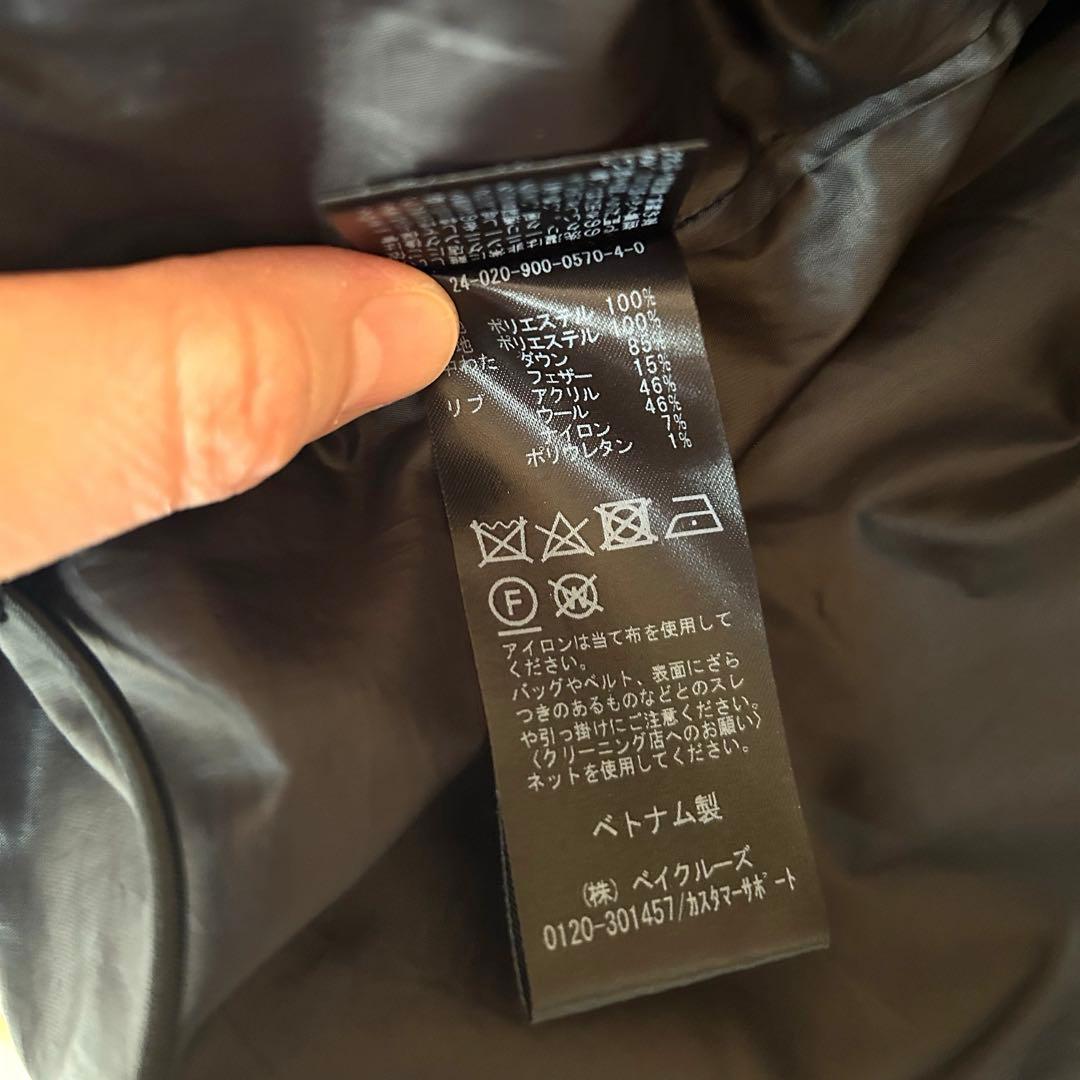 24-020-900-0570-4-0
ポリエステル 100%
地 ポリエステル 100%
中わた ダウン 85%
フェザー 15%
リブ アクリル 46%
ウール 46%
ナイロン 7%
ポリウレタン 1%
F
W
アイロンは当て布を使用して
ください。
バッグやベルト、表面にざら
つきのあるものなどとのスレ
や引っ掛けにご注意ください。
〈クリーニング店へのお願い〉
ネットを使用してください。
ベトナム製
(株) ベイクルーズ
0120-301457/カスタマーサポート